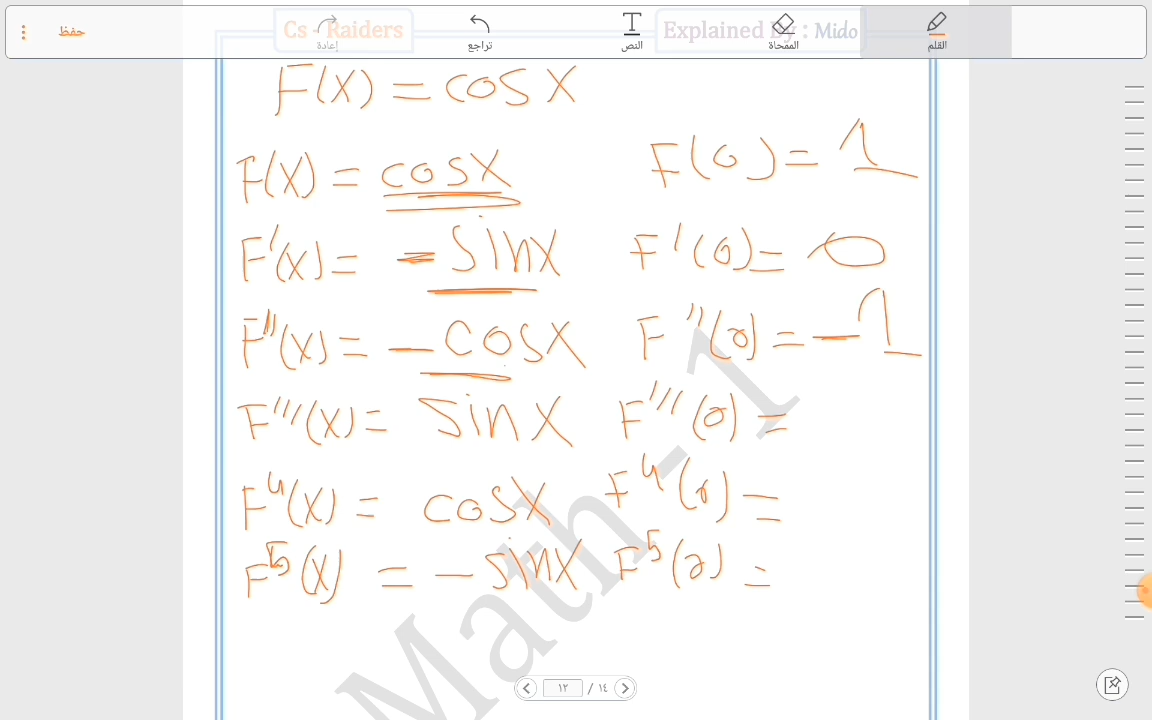 حفظ
Cs - Raiders
إعادة
تراجع
النص
Explained By : Mido
الممحاة
القلم
F(x) = cosx
F(x) = cosx F(0) = 1
F'(x) = - sinx F'(0) = 0
F''(x) = - cosx F''(0) = -1
F'''(x) = sinx F'''(0) =
F⁴(x) = cosx F⁴(0) =
F⁵(x) = - sinx F⁵(0) =
Math - 1
١٢ / ١٤